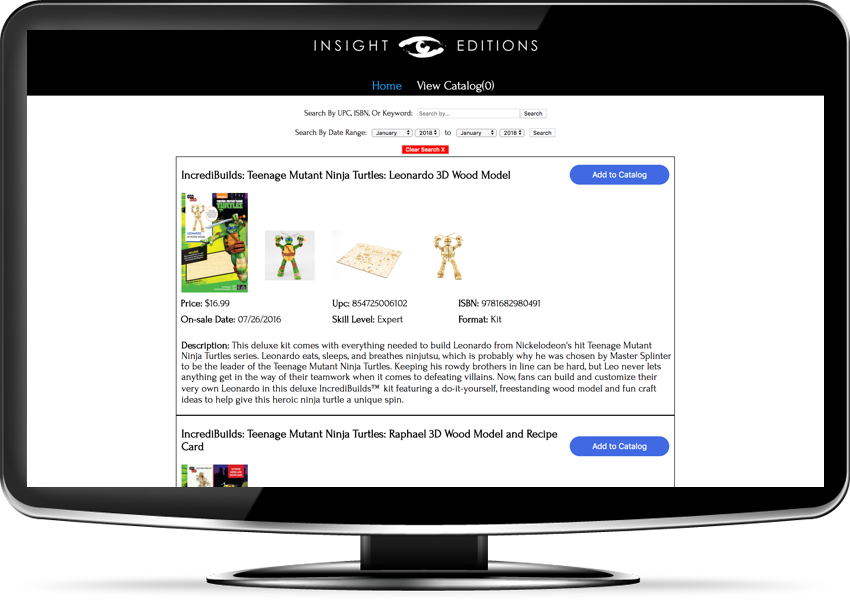 INSIGHT EDITIONS
Home View Catalog(0)
Search By UPC, ISBN, Or Keyword: Search by... Search
Search By Date Range: January 2018 to January 2018 Search
Clear Search X
IncrediBuilds: Teenage Mutant Ninja Turtles: Leonardo 3D Wood Model
Add to Catalog
TURTLES
LEONARDO
Price: $16.99 Upc: 854725006102 ISBN: 9781682980491
On-sale Date: 07/26/2016 Skill Level: Expert Format: Kit
Description: This deluxe kit comes with everything needed to build Leonardo from Nickelodeon's hit Teenage Mutant
Ninja Turtles series. Leonardo eats, sleeps, and breathes ninjutsu, which is probably why he was chosen by Master Splinter
to be the leader of the Teenage Mutant Ninja Turtles. Keeping his rowdy brothers in line can be hard, but Leo never lets
anything get in the way of their teamwork when it comes to defeating villains. Now, fans can build and customize their
very own Leonardo in this deluxe IncrediBuilds™ kit featuring a do-it-yourself, freestanding wood model and fun craft
ideas to help give this heroic ninja turtle a unique spin.
IncrediBuilds: Teenage Mutant Ninja Turtles: Raphael 3D Wood Model and Recipe
Card
Add to Catalog